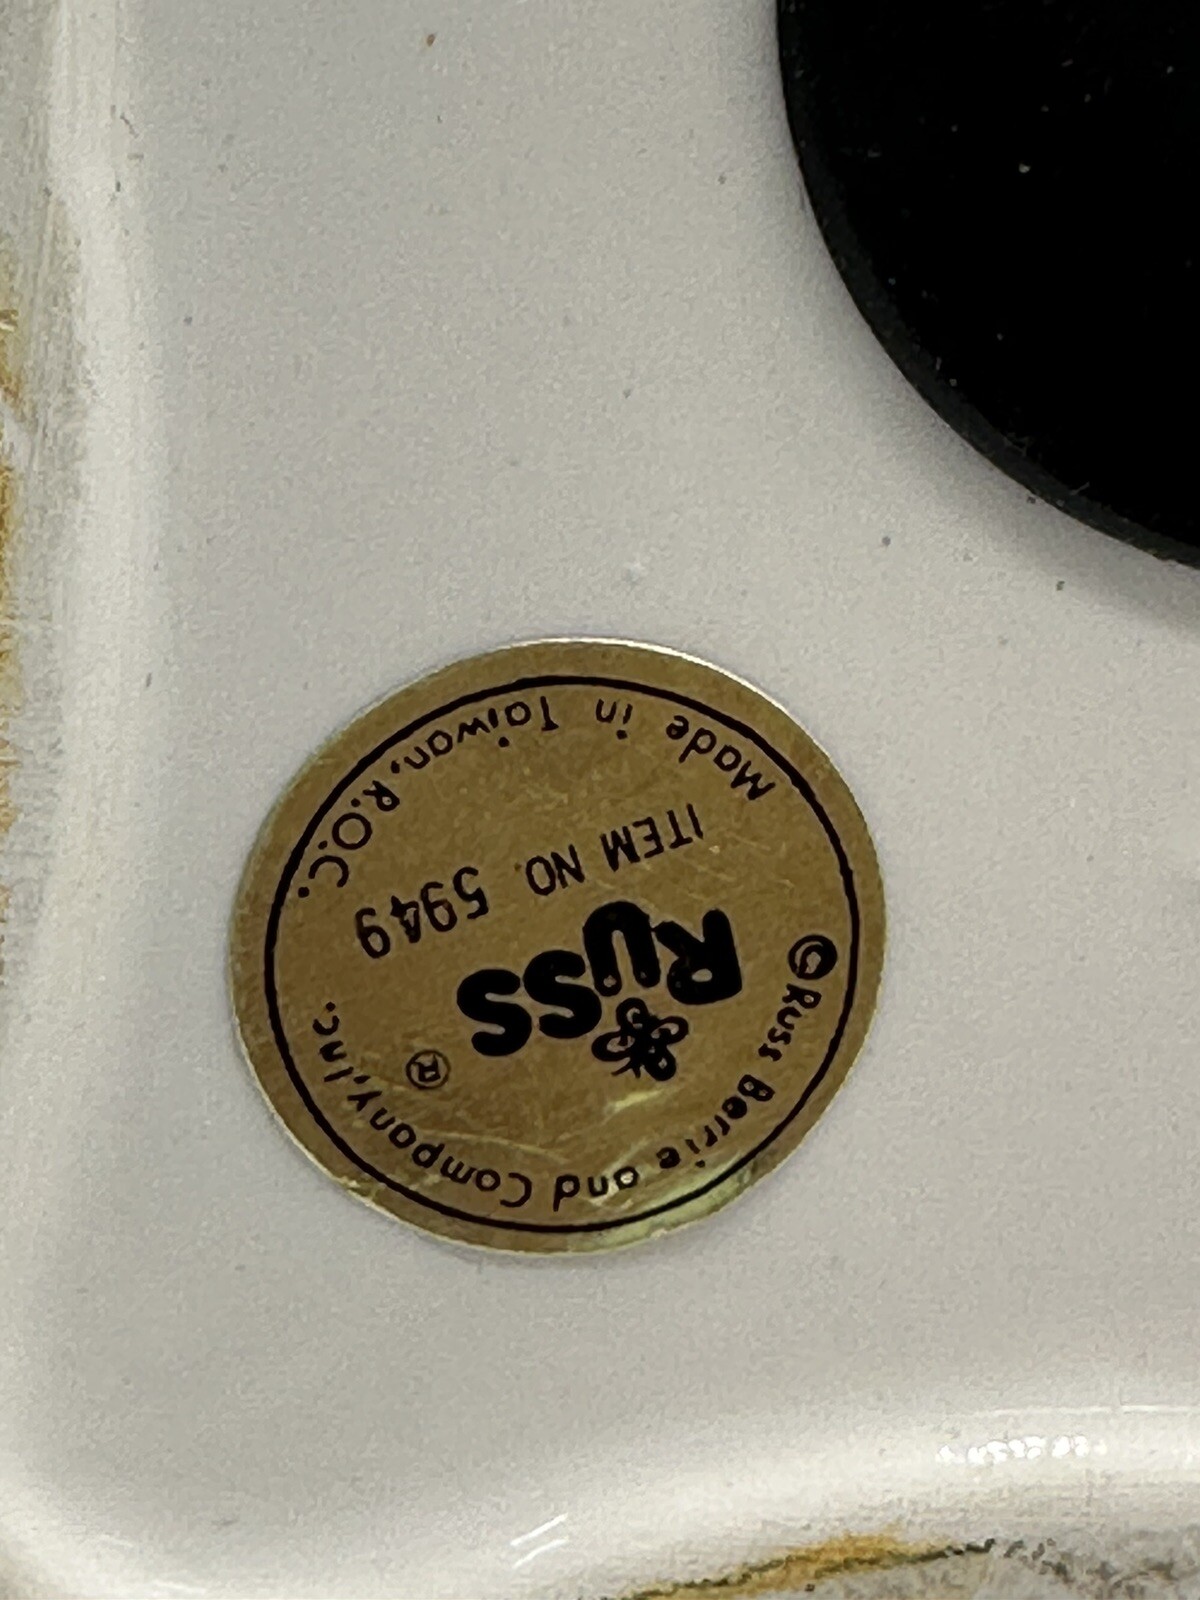 ©Russ Berrie and Company, Inc.
®
RUSS
ITEM NO. 5949
Made in Taiwan, R.O.C.